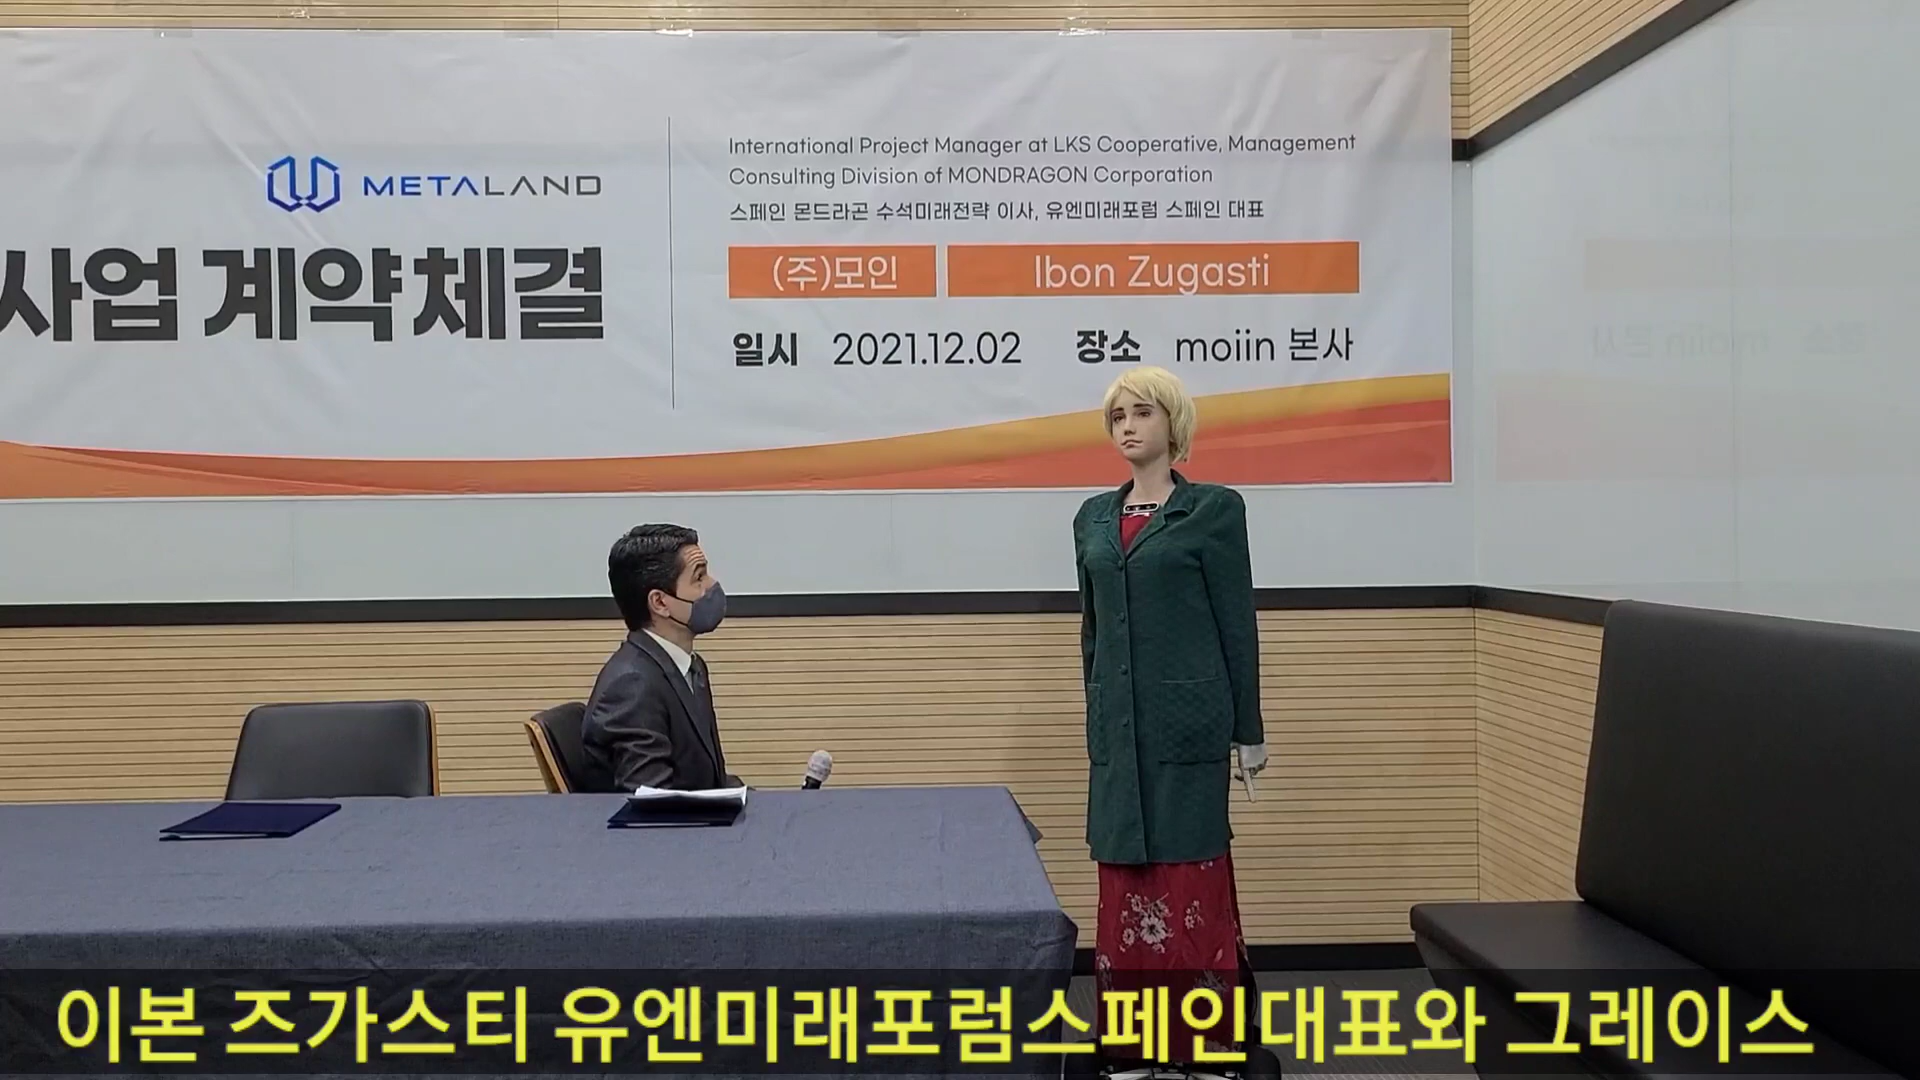 METALAND
사업 계약 체결
International Project Manager at LKS Cooperative, Management
Consulting Division of MONDRAGON Corporation
스페인 몬드라곤 수석미래전략 이사, 유엔미래포럼 스페인 대표
(주)모인 Ibon Zugasti
일시 2021.12.02 장소 moiin 본사
이본 즈가스티 유엔미래포럼스페인대표와 그레이스